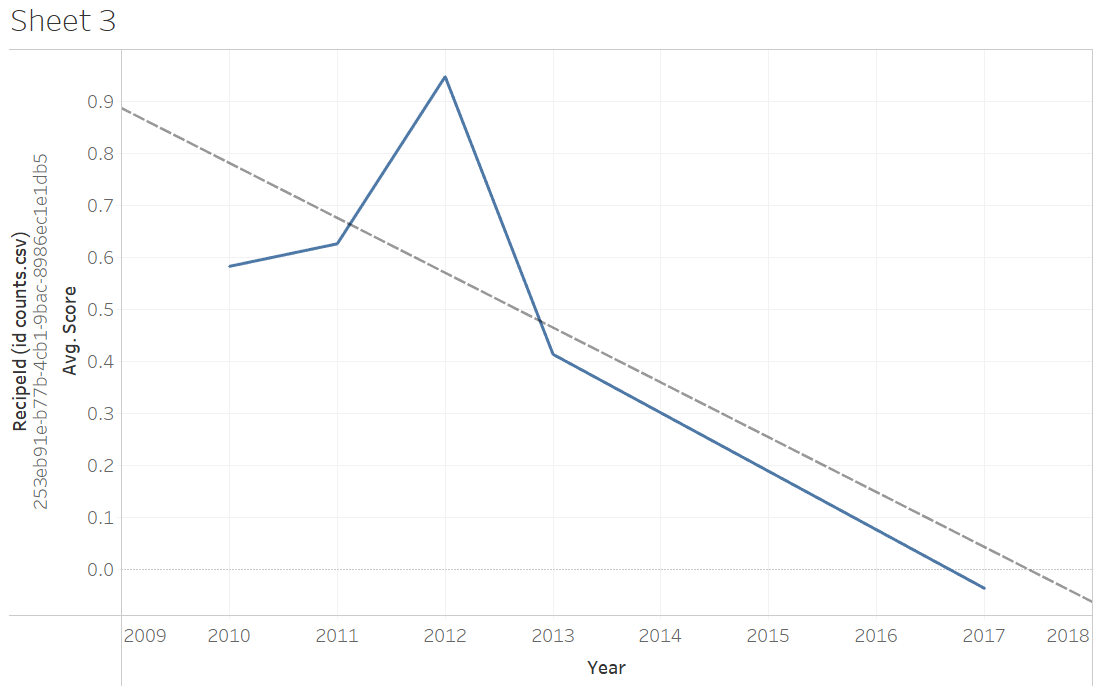 Sheet 3
RecipeId (id counts.csv)
253eb91e-b77b-4cb1-9bac-8986ec1e1db5
Avg. Score
0.9
0.8
0.7
0.6
0.5
0.4
0.3
0.2
0.1
0.0
2009 2010 2011 2012 2013 2014 2015 2016 2017 2018
Year